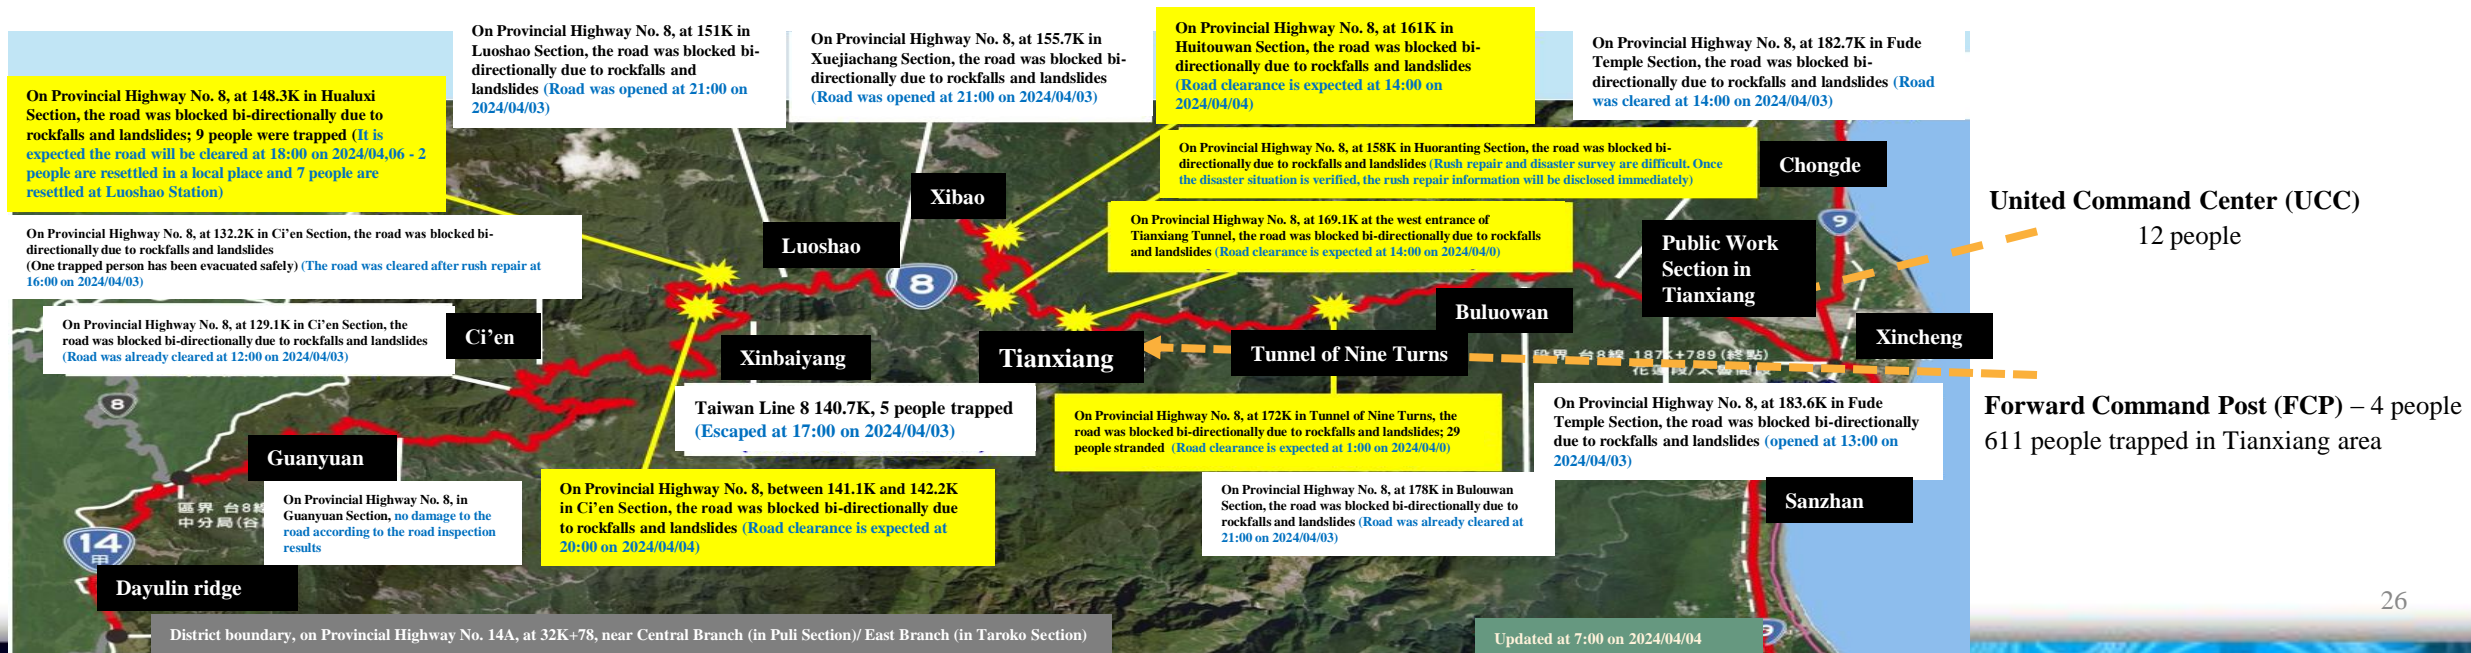 On Provincial Highway No. 8, at 148.3K in Hualuxi
Section, the road was blocked bi-directionally due to
rockfalls and landslides; 9 people were trapped (It is
expected the road will be cleared at 18:00 on 2024/04,06 - 2
people are resettled in a local place and 7 people are
resettled at Luoshao Station)
On Provincial Highway No. 8, at 151K in
Luoshao Section, the road was blocked bi-
directionally due to rockfalls and
landslides (Road was opened at 21:00 on
2024/04/03)
On Provincial Highway No. 8, at 155.7K in
Xuejiachang Section, the road was blocked bi-
directionally due to rockfalls and landslides
(Road was opened at 21:00 on 2024/04/03)
On Provincial Highway No. 8, at 161K in
Huitouwan Section, the road was blocked bi-
directionally due to rockfalls and landslides
(Road clearance is expected at 14:00 on
2024/04/04)
On Provincial Highway No. 8, at 182.7K in Fude
Temple Section, the road was blocked bi-
directionally due to rockfalls and landslides (Road
was cleared at 14:00 on 2024/04/03)
On Provincial Highway No. 8, at 158K in Huoranting Section, the road was blocked bi-
directionally due to rockfalls and landslides (Rush repair and disaster survey are difficult. Once
the disaster situation is verified, the rush repair information will be disclosed immediately)
Chongde
Xibao
On Provincial Highway No. 8, at 169.1K at the west entrance of
Tianxiang Tunnel, the road was blocked bi-directionally due to rockfalls
and landslides (Road clearance is expected at 14:00 on 2024/04/0)
United Command Center (UCC)
12 people
9
Public Work
Section in
Tianxiang
Luoshao
8
On Provincial Highway No. 8, at 132.2K in Ci'en Section, the road was blocked bi-
directionally due to rockfalls and landslides
(One trapped person has been evacuated safely) (The road was cleared after rush repair at
16:00 on 2024/04/03)
On Provincial Highway No. 8, at 129.1K in Ci'en Section, the
road was blocked bi-directionally due to rockfalls and landslides
(Road was already cleared at 12:00 on 2024/04/03)
Ci'en
Xinbaiyang
Tianxiang
Tunnel of Nine Turns
Buluowan
Xincheng
段界 台8線 187K+789(終點)
8
Taiwan Line 8 140.7K, 5 people trapped
(Escaped at 17:00 on 2024/04/03)
On Provincial Highway No. 8, at 172K in Tunnel of Nine Turns, the
road was blocked bi-directionally due to rockfalls and landslides; 29
people stranded (Road clearance is expected at 1:00 on 2024/04/0)
On Provincial Highway No. 8, at 183.6K in Fude
Temple Section, the road was blocked bi-directionally
due to rockfalls and landslides (opened at 13:00 on
2024/04/03)
Forward Command Post (FCP) – 4 people
611 people trapped in Tianxiang area
Guanyuan
On Provincial Highway No. 8, in
Guanyuan Section, no damage to the
road according to the road inspection
results
區界 台8線
中分局(谷
14
甲
On Provincial Highway No. 8, between 141.1K and 142.2K
in Ci'en Section, the road was blocked bi-directionally due
to rockfalls and landslides (Road clearance is expected at
20:00 on 2024/04/04)
On Provincial Highway No. 8, at 178K in Bulouwan
Section, the road was blocked bi-directionally due to
rockfalls and landslides (Road was already cleared at
21:00 on 2024/04/03)
Sanzhan
Dayulin ridge
District boundary, on Provincial Highway No. 14A, at 32K+78, near Central Branch (in Puli Section)/ East Branch (in Taroko Section)
Updated at 7:00 on 2024/04/04
9
26